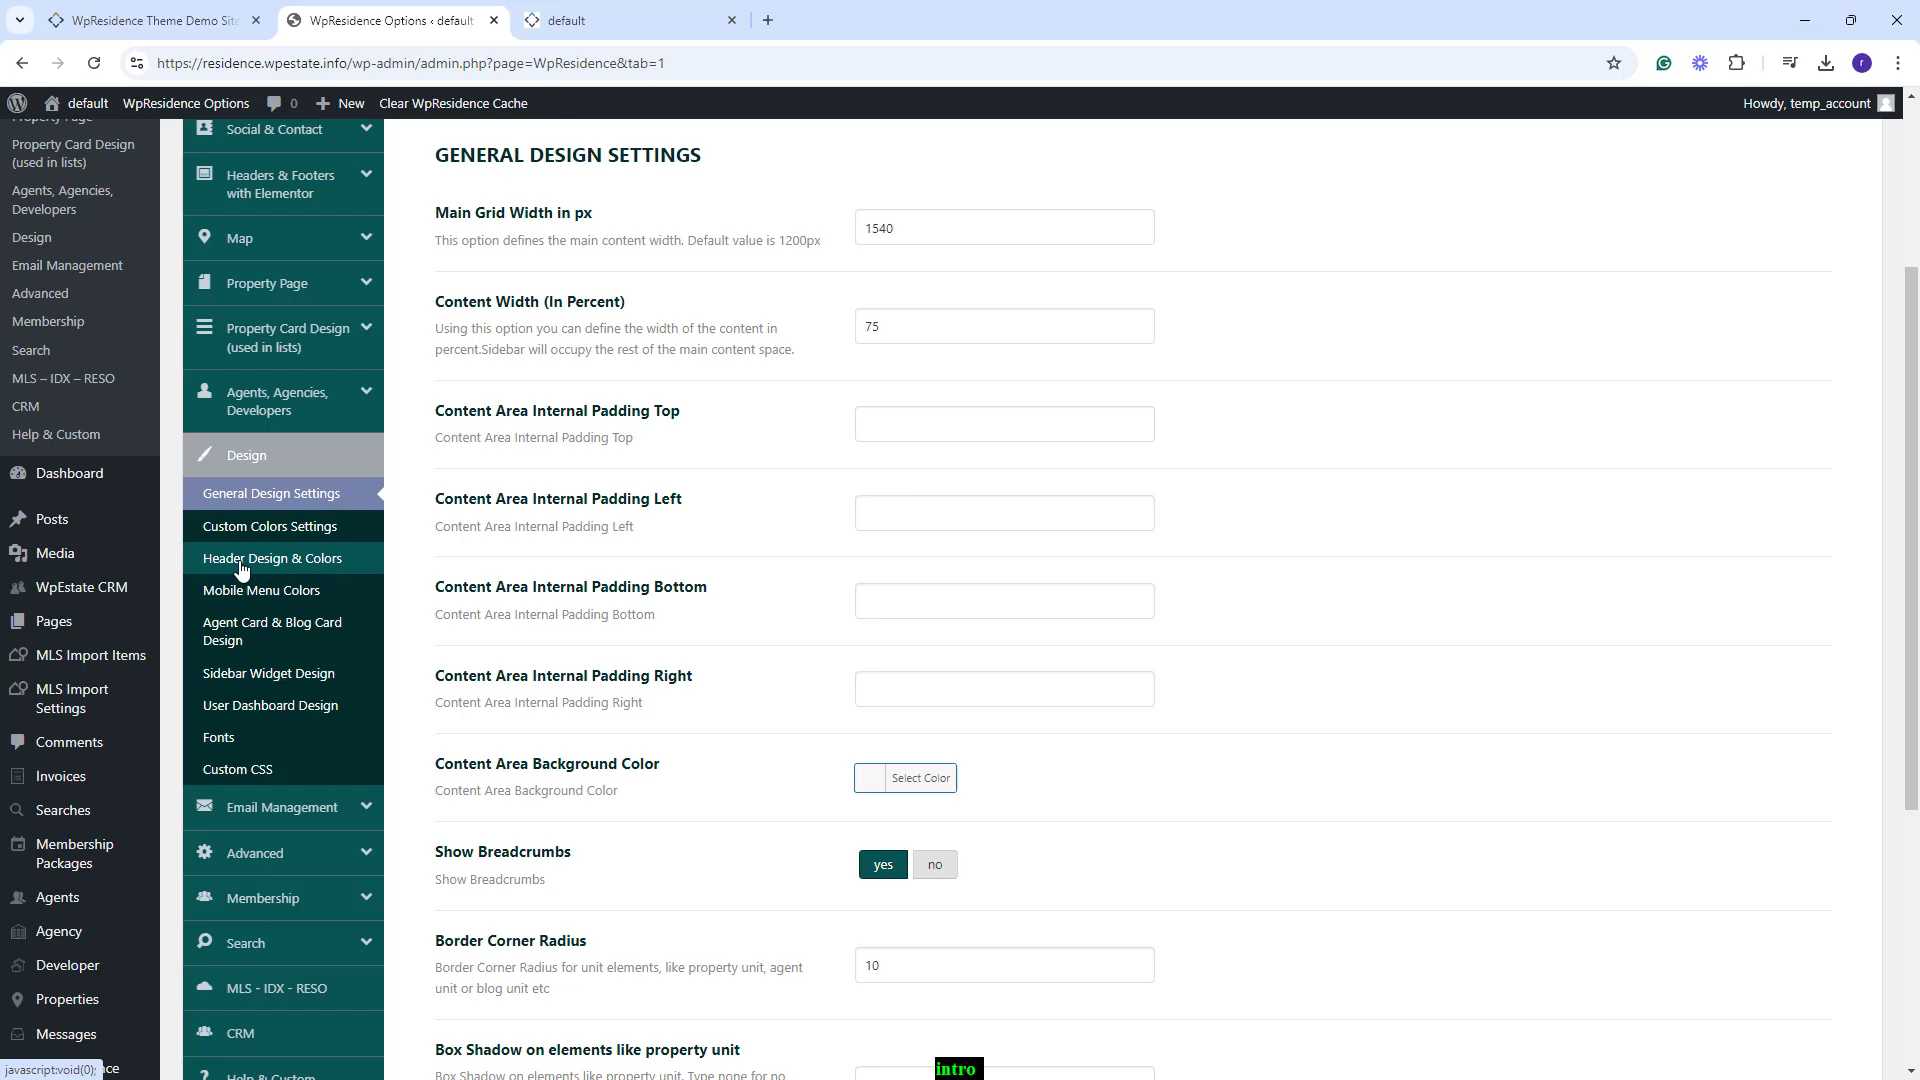 WpResidence Theme Demo Site
WpResidence Options ‹ default
default
https://residence.wpestate.info/wp-admin/admin.php?page=WpResidence&tab=1
r
default
WpResidence Options
0
New
Clear WpResidence Cache
Howdy, temp_account
Property Page
Property Card Design
(used in lists)
Agents, Agencies,
Developers
Design
Email Management
Advanced
Membership
Search
MLS – IDX – RESO
CRM
Help & Custom
Dashboard
Posts
Media
WpEstate CRM
Pages
MLS Import Items
MLS Import
Settings
Comments
Invoices
Searches
Membership
Packages
Agents
Agency
Developer
Properties
Messages
javascript:void(0);
Social & Contact
Headers & Footers
with Elementor
Map
Property Page
Property Card Design
(used in lists)
Agents, Agencies,
Developers
Design
General Design Settings
Custom Colors Settings
Header Design & Colors
Mobile Menu Colors
Agent Card & Blog Card
Design
Sidebar Widget Design
User Dashboard Design
Fonts
Custom CSS
Email Management
Advanced
Membership
Search
MLS - IDX - RESO
CRM
Help & Custom
GENERAL DESIGN SETTINGS
Main Grid Width in px
This option defines the main content width. Default value is 1200px
1540
Content Width (In Percent)
Using this option you can define the width of the content in
percent.Sidebar will occupy the rest of the main content space.
75
Content Area Internal Padding Top
Content Area Internal Padding Top
Content Area Internal Padding Left
Content Area Internal Padding Left
Content Area Internal Padding Bottom
Content Area Internal Padding Bottom
Content Area Internal Padding Right
Content Area Internal Padding Right
Content Area Background Color
Content Area Background Color
Select Color
Show Breadcrumbs
Show Breadcrumbs
yes
no
Border Corner Radius
Border Corner Radius for unit elements, like property unit, agent
unit or blog unit etc
10
Box Shadow on elements like property unit
Box Shadow on elements like property unit. Type none for no
intro